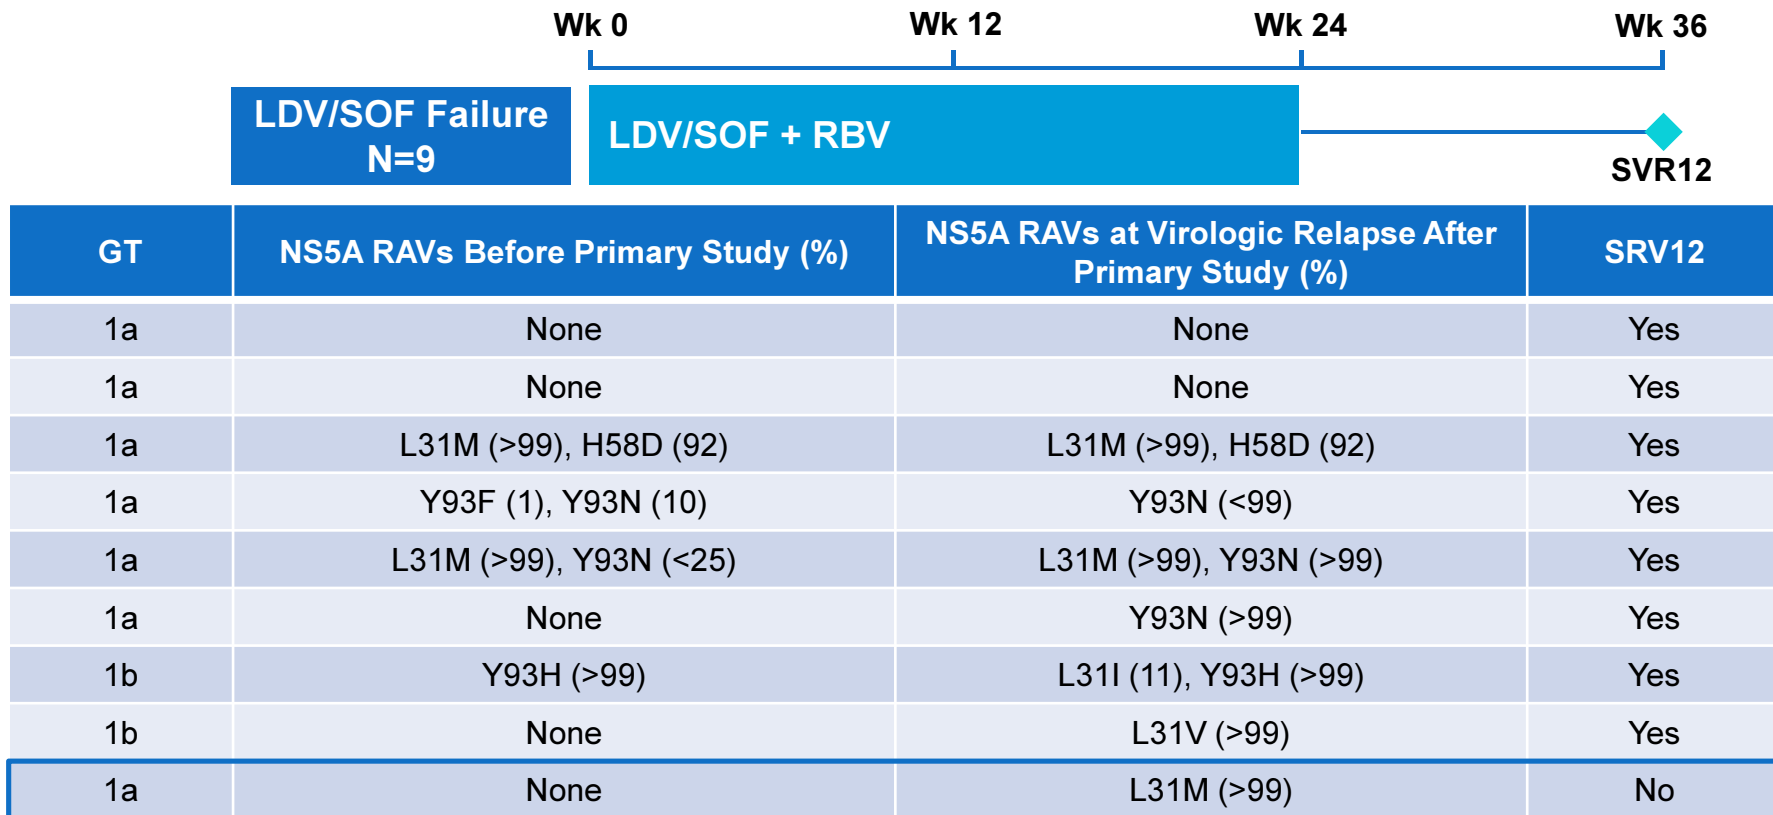 Wk 0 Wk 12 Wk 24 Wk 36
LDV/SOF Failure
N=9
LDV/SOF + RBV
SVR12
GT NS5A RAVs Before Primary Study (%) NS5A RAVs at Virologic Relapse After Primary Study (%) SRV12
1a None None Yes
1a None None Yes
1a L31M (>99), H58D (92) L31M (>99), H58D (92) Yes
1a Y93F (1), Y93N (10) Y93N (<99) Yes
1a L31M (>99), Y93N (<25) L31M (>99), Y93N (>99) Yes
1a None Y93N (>99) Yes
1b Y93H (>99) L31I (11), Y93H (>99) Yes
1b None L31V (>99) Yes
1a None L31M (>99) No